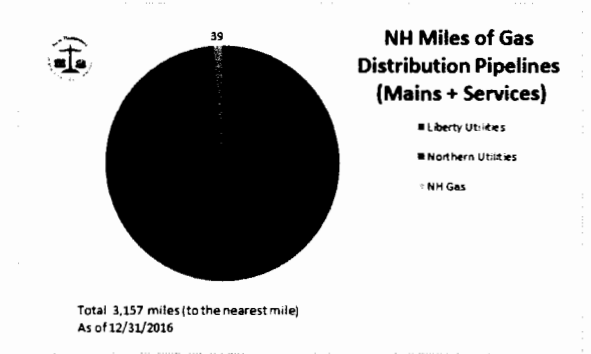 39
NH Miles of Gas
Distribution Pipelines
(Mains + Services)
Liberty Utilities
Northern Utilities
NH Gas
Total 3,157 miles (to the nearest mile)
As of 12/31/2016